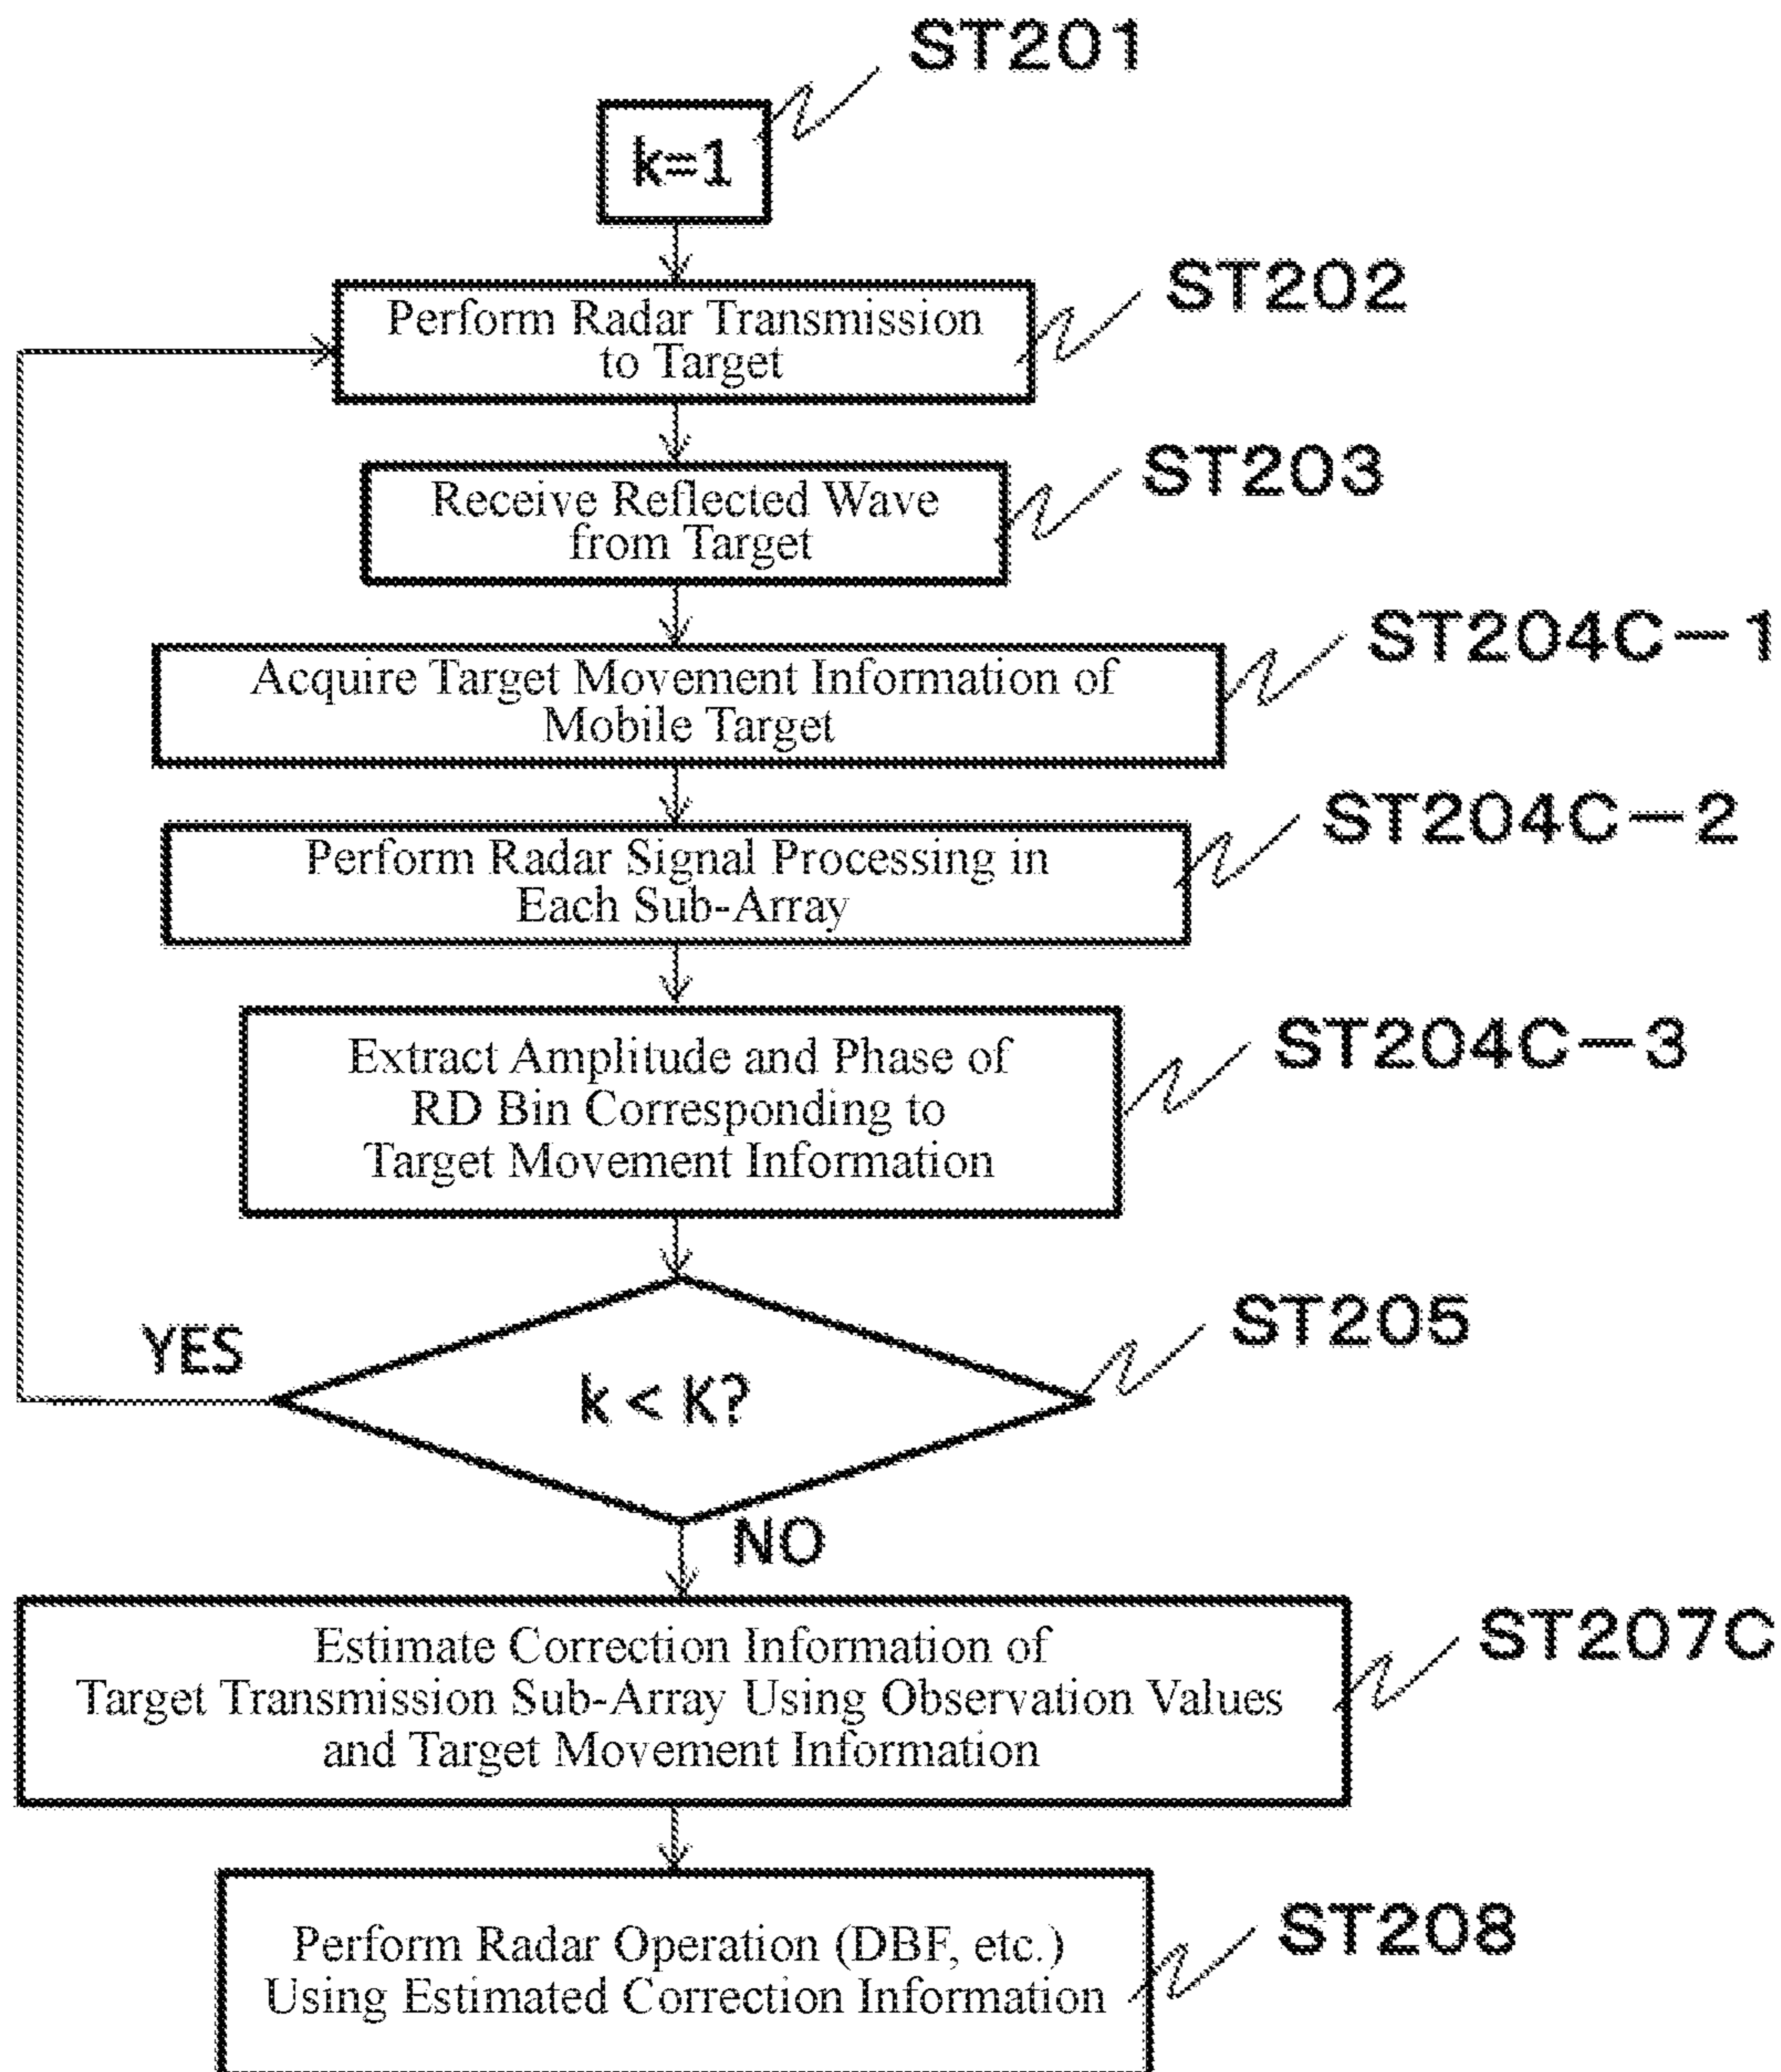 ST201
k=1
ST202
Perform Radar Transmission
to Target
ST203
Receive Reflected Wave
from Target
ST204C-1
Acquire Target Movement Information of
Mobile Target
ST204C-2
Perform Radar Signal Processing in
Each Sub-Array
ST204C-3
Extract Amplitude and Phase of
RD Bin Corresponding to
Target Movement Information
ST205
YES
k < K?
NO
ST207C
Estimate Correction Information of
Target Transmission Sub-Array Using Observation Values
and Target Movement Information
ST208
Perform Radar Operation (DBF, etc.)
Using Estimated Correction Information